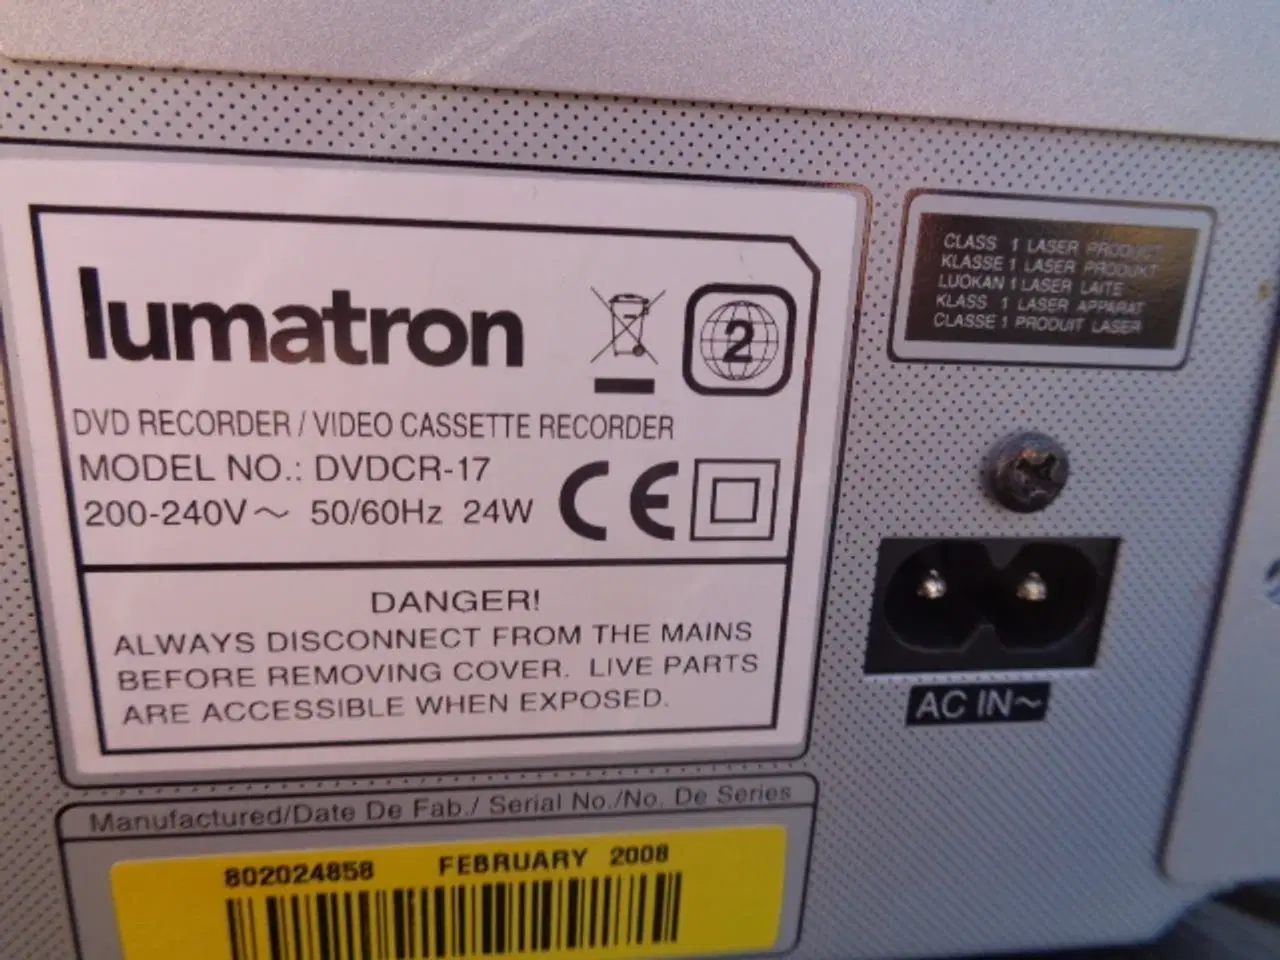 lumatron
2
DVD RECORDER / VIDEO CASSETTE RECORDER
MODEL NO.: DVDCR-17
200-240V~ 50/60Hz 24W
CE
DANGER!
ALWAYS DISCONNECT FROM THE MAINS
BEFORE REMOVING COVER. LIVE PARTS
ARE ACCESSIBLE WHEN EXPOSED.
CLASS 1 LASER PRODUCT
KLASSE 1 LASER PRODUKT
LUOKAN 1 LASER LAITE
KLASS 1 LASER APPARAT
CLASSE 1 PRODUIT LASER
AC IN~
Manufactured/Date De Fab./ Serial No./No. De Series
802024858 FEBRUARY 2008